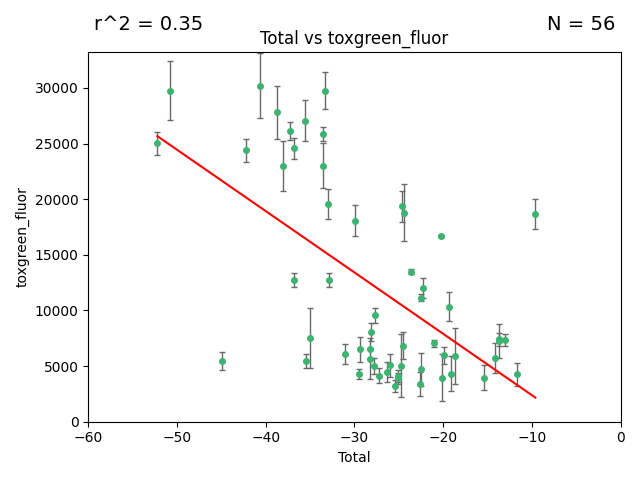 r^2 = 0.35
N = 56
Total vs toxgreen_fluor
toxgreen_fluor
30000
25000
20000
15000
10000
5000
0
−60
−50
−40
−30
−20
−10
0
Total